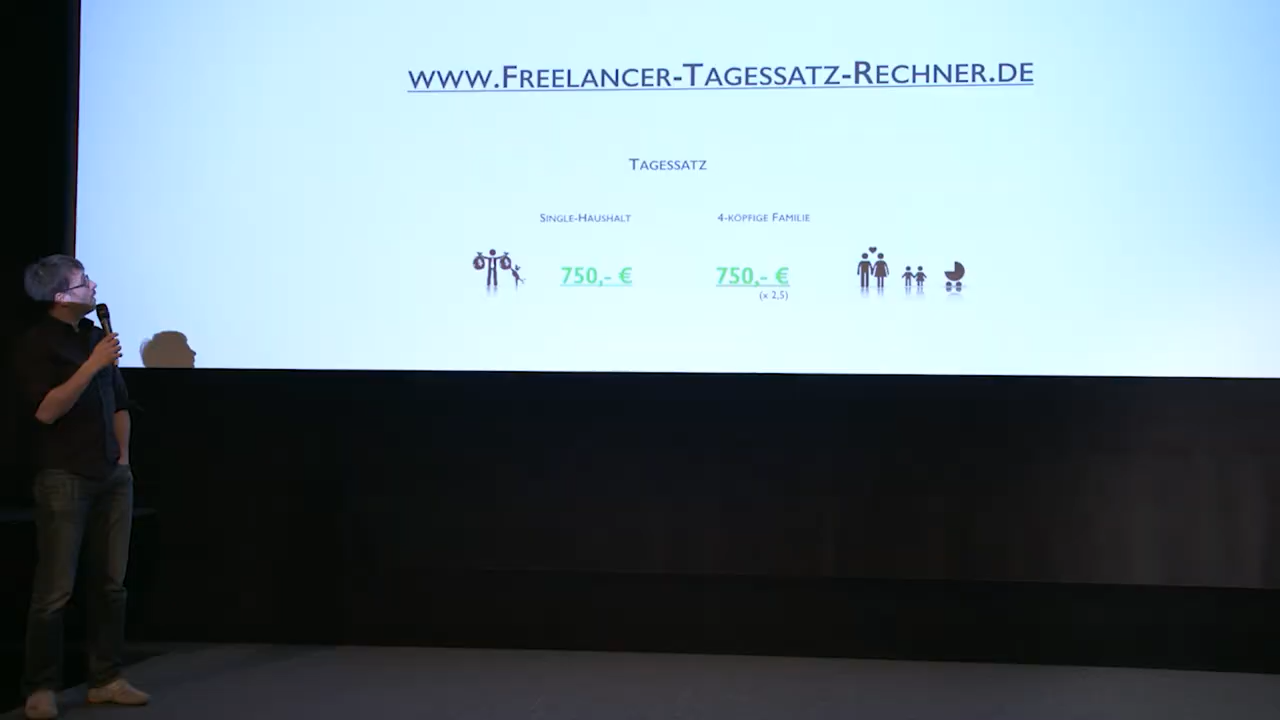 www.Freelancer-Tagessatz-Rechner.de
Tagessatz
Single-Haushalt 4-köpfige Familie
750,- € 750,- €
(x 2,5)